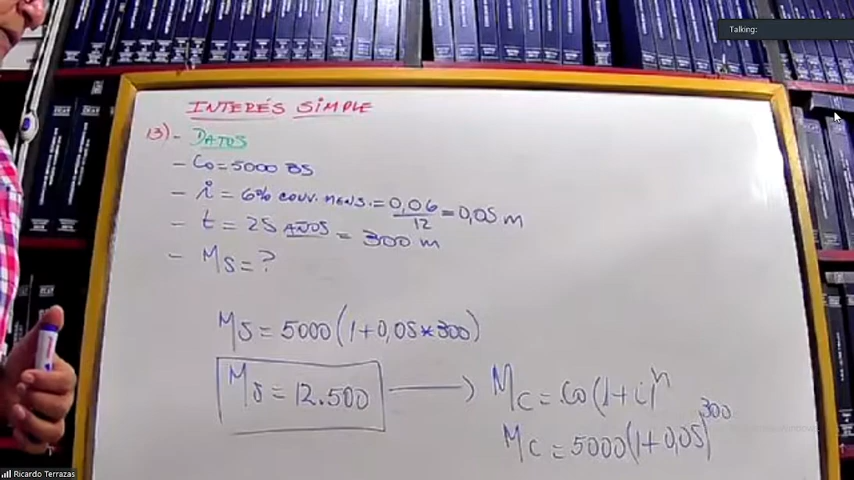 Talking:
INTERÉS SIMPLE
13)- DATOS
- Co = 5000 BS
- i = 6% CONV. MENS. = 0,06/12 = 0,05 m
- t = 25 AÑOS = 300 m
- MS = ?
MS = 5000(1+0,05*300)
MS = 12.500 → MC = Co(1+i)^n
MC = 5000(1+0,05)^300
Ricardo Terrazas